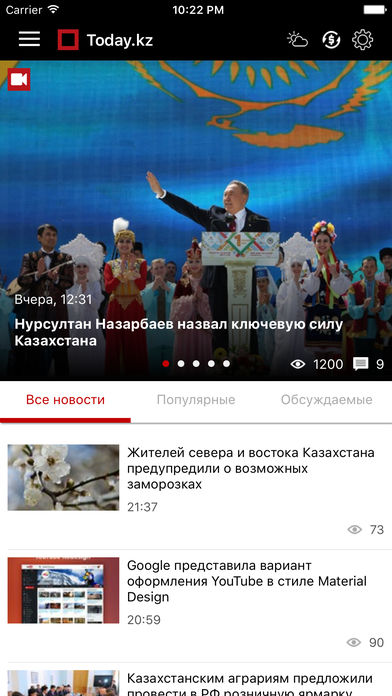 Carrier 10:22 PM
Today.kz
Вчера, 12:31
Нурсултан Назарбаев назвал ключевую силу
Казахстана
1200 9
Все новости Популярные Обсуждаемые
Жителей севера и востока Казахстана
предупредили о возможных
заморозках
21:37
73
Google представила вариант
оформления YouTube в стиле Material
Design
20:59
90
Казахстанским аграриям предложили
провести в РФ розничную ярмарку